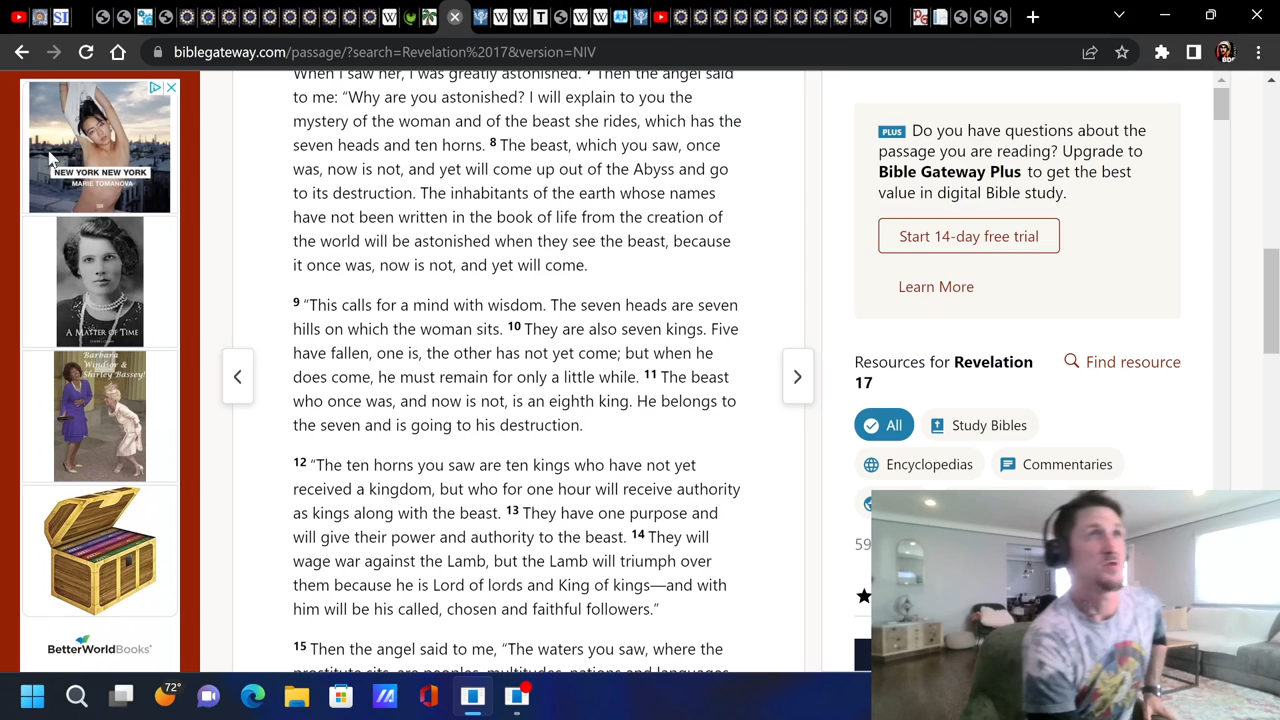 biblegateway.com/passage/?search=Revelation%2017&version=NIV
NEW YORK NEW YORK
MARIE TOMANOVA
A MATTER OF TIME
Barbara
Windsor &
Shirley Bassey!
BetterWorldBooks
When I saw her, I was greatly astonished. 7 Then the angel said
to me: “Why are you astonished? I will explain to you the
mystery of the woman and of the beast she rides, which has the
seven heads and ten horns. 8 The beast, which you saw, once
was, now is not, and yet will come up out of the Abyss and go
to its destruction. The inhabitants of the earth whose names
have not been written in the book of life from the creation of
the world will be astonished when they see the beast, because
it once was, now is not, and yet will come.
9 “This calls for a mind with wisdom. The seven heads are seven
hills on which the woman sits. 10 They are also seven kings. Five
have fallen, one is, the other has not yet come; but when he
does come, he must remain for only a little while. 11 The beast
who once was, and now is not, is an eighth king. He belongs to
the seven and is going to his destruction.
12 “The ten horns you saw are ten kings who have not yet
received a kingdom, but who for one hour will receive authority
as kings along with the beast. 13 They have one purpose and
will give their power and authority to the beast. 14 They will
wage war against the Lamb, but the Lamb will triumph over
them because he is Lord of lords and King of kings—and with
him will be his called, chosen and faithful followers.”
15 Then the angel said to me, “The waters you saw, where the
prostitute sits, are peoples, multitudes, nations and languages.
PLUS Do you have questions about the
passage you are reading? Upgrade to
Bible Gateway Plus to get the best
value in digital Bible study.
Start 14-day free trial
Learn More
Resources for Revelation
17
Find resource
All
Study Bibles
Encyclopedias
Commentaries
59
72°